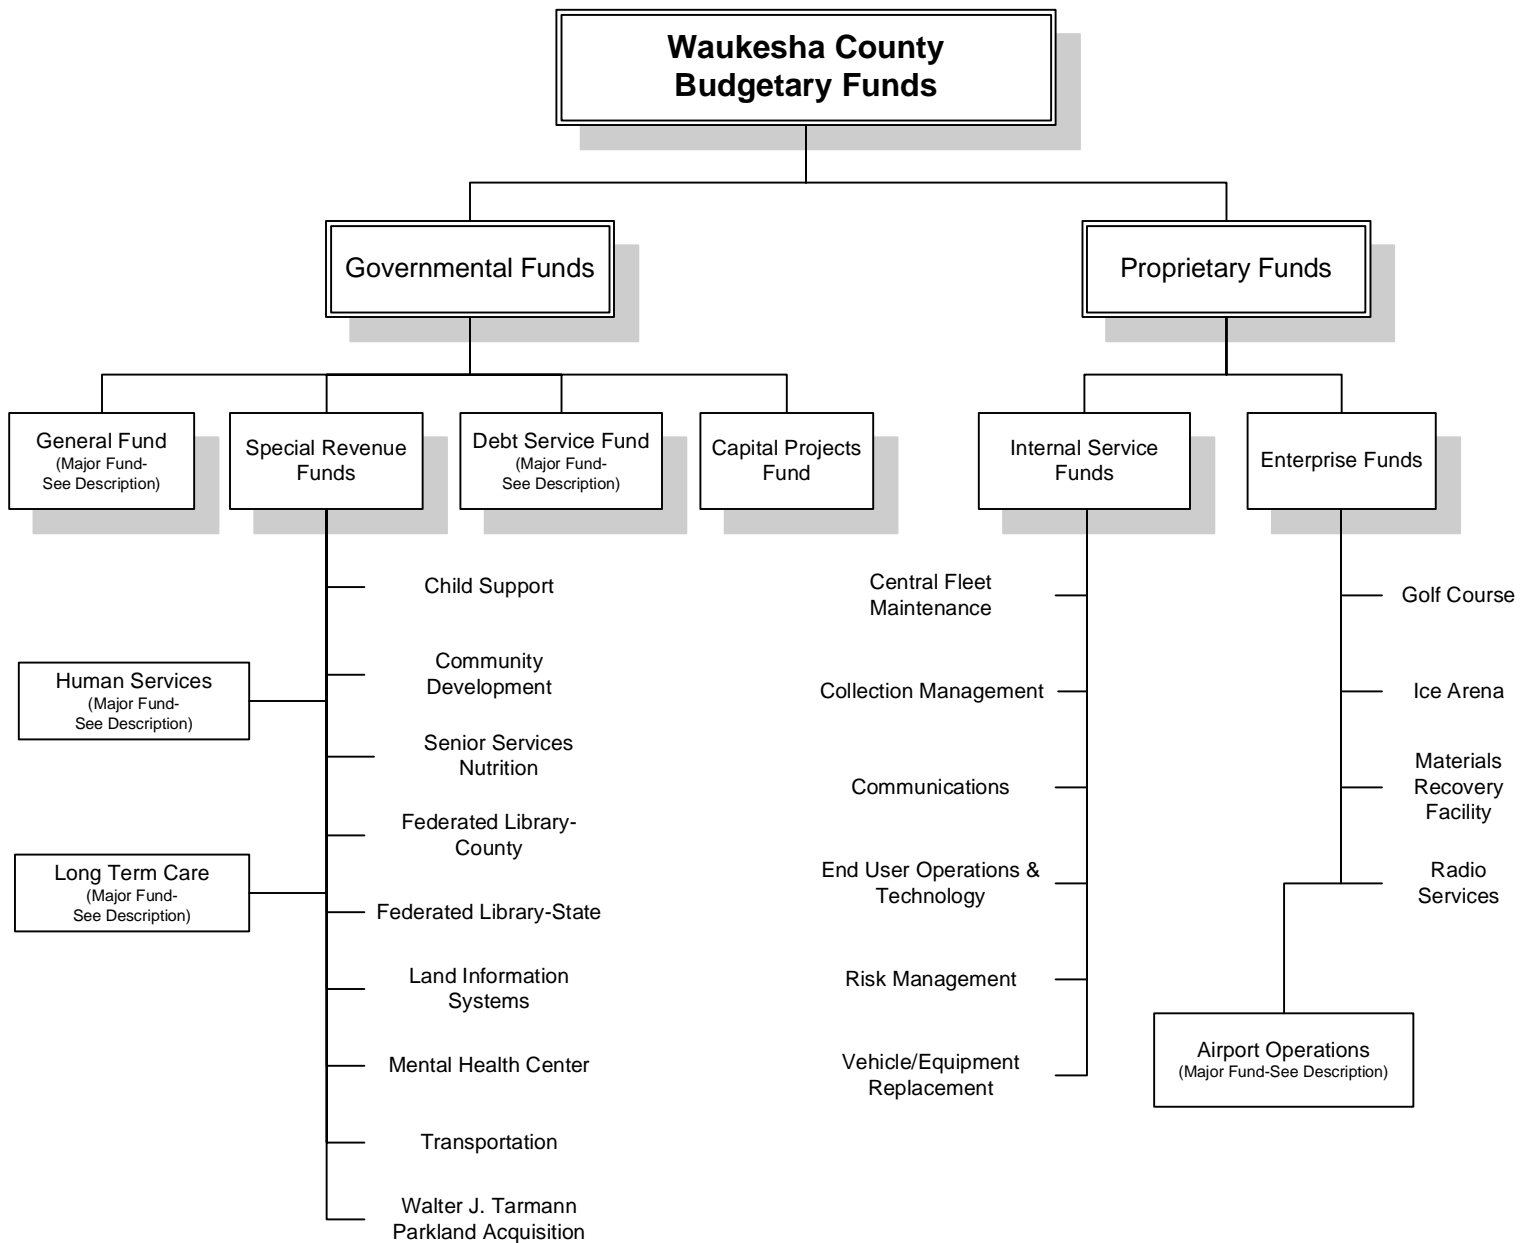 Waukesha County
Budgetary Funds
Governmental Funds
Proprietary Funds
General Fund
(Major Fund-
See Description)
Special Revenue
Funds
Debt Service Fund
(Major Fund-
See Description)
Capital Projects
Fund
Internal Service
Funds
Enterprise Funds
Human Services
(Major Fund-
See Description)
Long Term Care
(Major Fund-
See Description)
Child Support
Community
Development
Senior Services
Nutrition
Federated Library-
County
Federated Library-State
Land Information
Systems
Mental Health Center
Transportation
Walter J. Tarmann
Parkland Acquisition
Central Fleet
Maintenance
Collection Management
Communications
End User Operations &
Technology
Risk Management
Vehicle/Equipment
Replacement
Golf Course
Ice Arena
Materials
Recovery
Facility
Radio
Services
Airport Operations
(Major Fund-See Description)